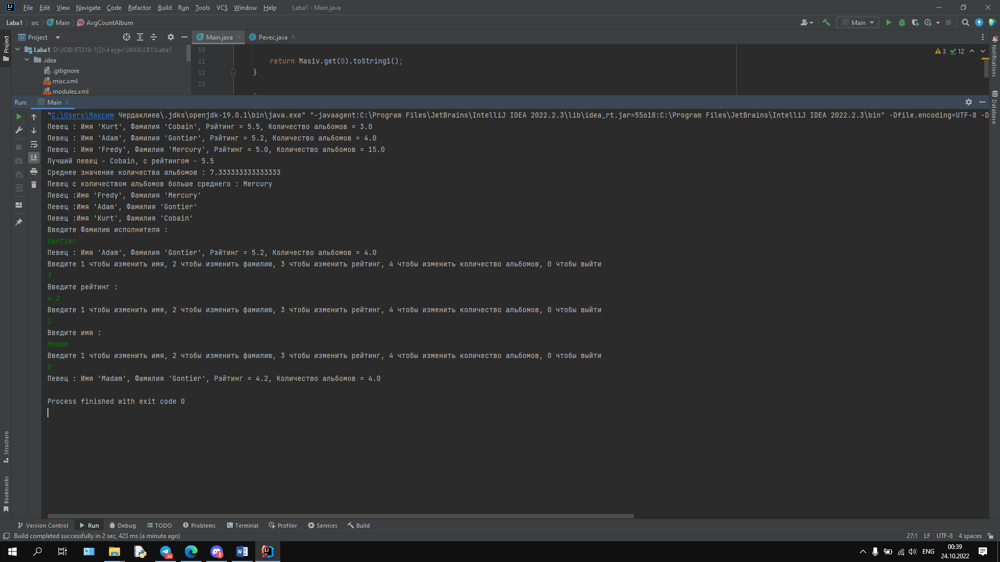 File Edit View Navigate Code Refactor Build Run Tools VCS Window Help Laba1 - Main.java
Laba1 src Main AvgCountAlbum Main
Project Main.java Pevec.java
Laba1 D:\JOB\ІПЗ19-1(2)\4 курс\JAVA\LR1\Laba1
.idea
.gitignore
misc.xml
modules.xml
10
11 return Masiv.get(0).toString1();
12 }
13
3 12
Project
Notifications
Database
Structure
Bookmarks
Run: Main
"C:\Users\Максим Чердаклиев\.jdks\openjdk-19.0.1\bin\java.exe" "-javaagent:C:\Program Files\JetBrains\IntelliJ IDEA 2022.2.3\lib\idea_rt.jar=55618:C:\Program Files\JetBrains\IntelliJ IDEA 2022.2.3\bin" -Dfile.encoding=UTF-8 -D
Певец : Имя 'Kurt', Фамилия 'Cobain', Рэйтинг = 5.5, Количество альбомов = 3.0
Певец : Имя 'Adam', Фамилия 'Gontier', Рэйтинг = 5.2, Количество альбомов = 4.0
Певец : Имя 'Fredy', Фамилия 'Mercury', Рэйтинг = 5.0, Количество альбомов = 15.0
Лучший певец - Cobain, с рейтингом - 5.5
Среднее значение количества альбомов : 7.333333333333333
Певец с количеством альбомов больше среднего : Mercury
Певец :Имя 'Fredy', Фамилия 'Mercury'
Певец :Имя 'Adam', Фамилия 'Gontier'
Певец :Имя 'Kurt', Фамилия 'Cobain'
Введите Фамилию исполнителя :
Gontier
Певец : Имя 'Adam', Фамилия 'Gontier', Рэйтинг = 5.2, Количество альбомов = 4.0
Введите 1 чтобы изменить имя, 2 чтобы изменить фамилию, 3 чтобы изменить рейтинг, 4 чтобы изменить количество альбомов, 0 чтобы выйти
3
Введите рейтинг :
4.2
Введите 1 чтобы изменить имя, 2 чтобы изменить фамилию, 3 чтобы изменить рейтинг, 4 чтобы изменить количество альбомов, 0 чтобы выйти
1
Введите имя :
Madam
Введите 1 чтобы изменить имя, 2 чтобы изменить фамилию, 3 чтобы изменить рейтинг, 4 чтобы изменить количество альбомов, 0 чтобы выйти
0
Певец : Имя 'Madam', Фамилия 'Gontier', Рэйтинг = 4.2, Количество альбомов = 4.0
Process finished with exit code 0
Version Control Run Debug TODO Problems Terminal Profiler Services Build
Build completed successfully in 2 sec, 423 ms (a minute ago) 27:1 LF UTF-8 4 spaces
36 1 ENG 00:39
24.10.2022